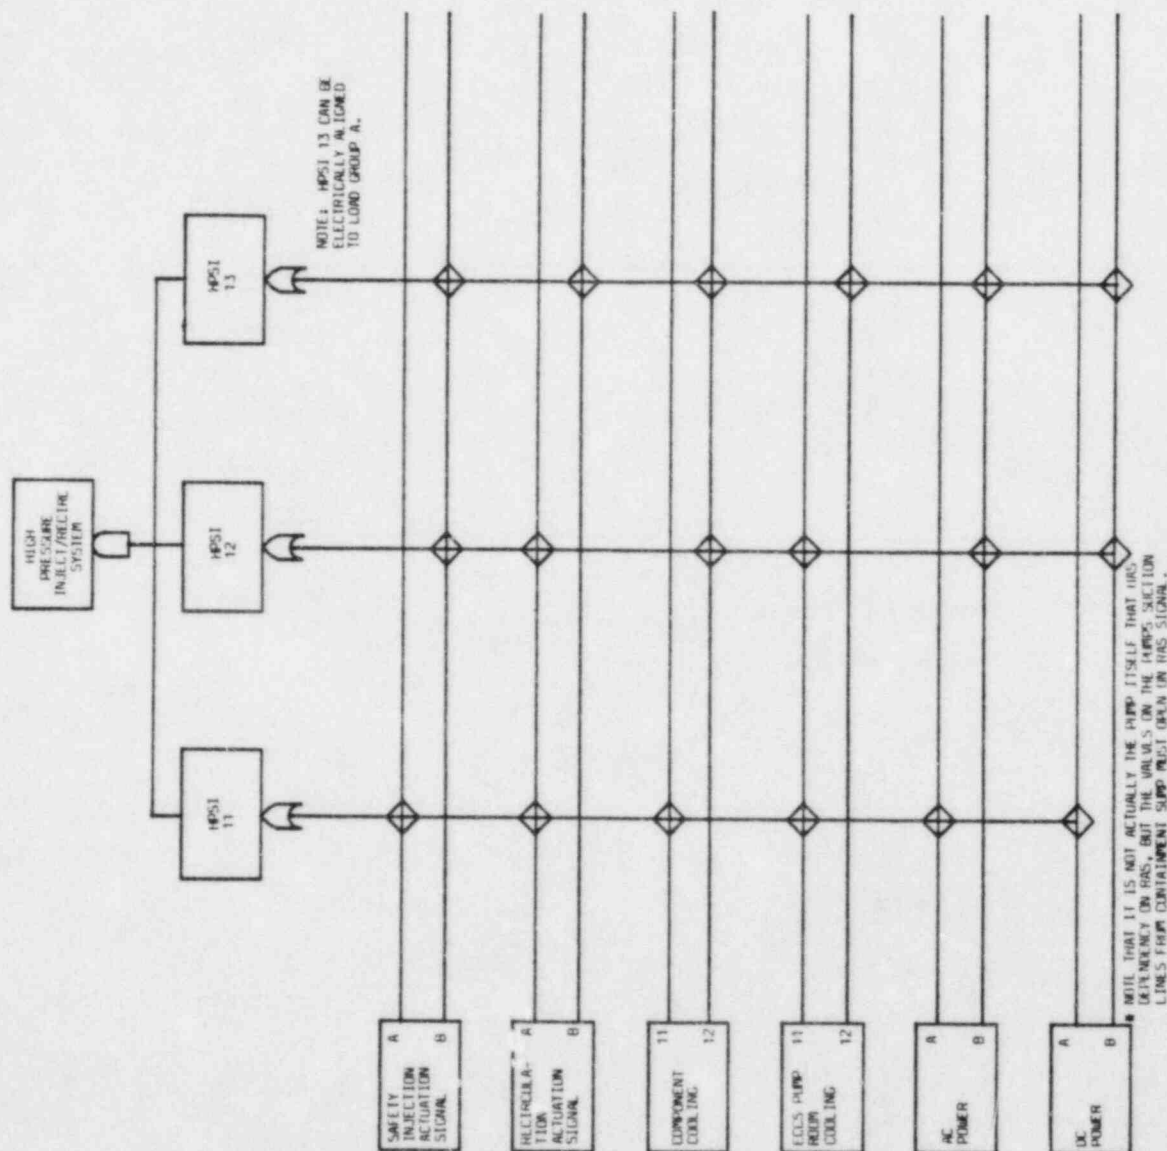 HIGH
PRESSURE
INJECT/RECIRC
SYSTEM
HPSI
11
HPSI
12
HPSI
13
NOTE: HPSI 13 CAN BE
ELECTRICALLY ALIGNED
TO LOAD GROUP A.
SAFETY
INJECTION
ACTUATION
SIGNAL
A
B
RECIRCULA-
TION
ACTUATION
SIGNAL
A
B
COMPONENT
COOLING
11
12
ECCS PUMP
ROOM
COOLING
11
12
AC
POWER
A
B
DC
POWER
A
B
* NOTE THAT IT IS NOT ACTUALLY THE PUMP ITSELF THAT HAS
DEPENDENCY ON RAS, BUT THE VALVES ON THE PUMPS SUCTION
LINES FROM CONTAINMENT SUMP MUST OPEN ON RAS SIGNAL.